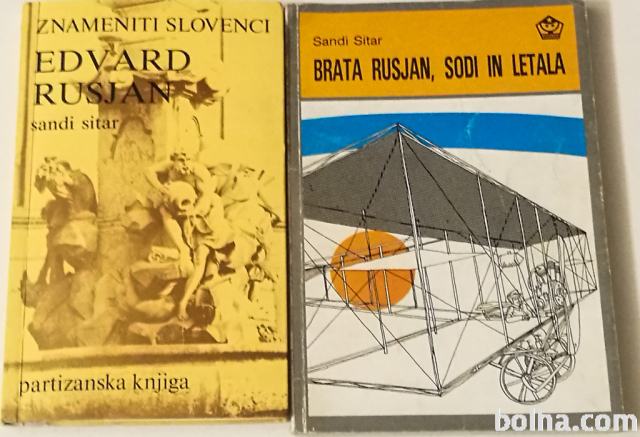 ZNAMENITI SLOVENCI
EDVARD
RUSJAN
sandi sitar
partizanska knjiga
Sandi Sitar
BRATA RUSJAN, SODI IN LETALA
bolha.com